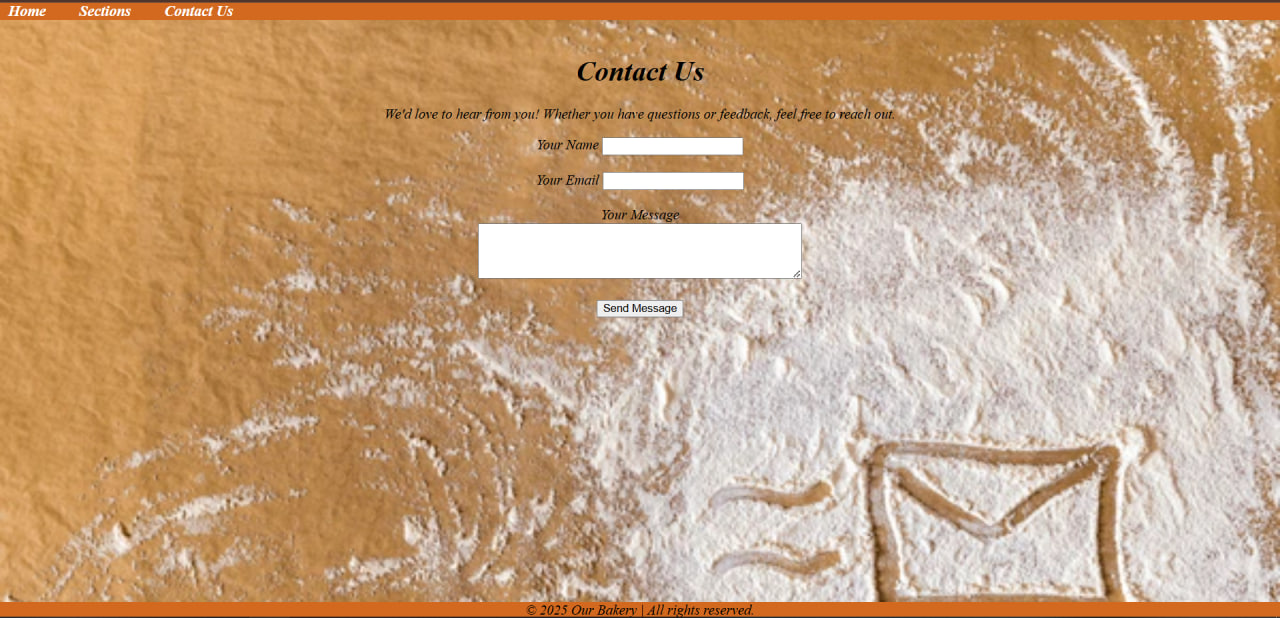 Home Sections Contact Us
Contact Us
We'd love to hear from you! Whether you have questions or feedback, feel free to reach out.
Your Name
Your Email
Your Message
Send Message
© 2025 Our Bakery | All rights reserved.